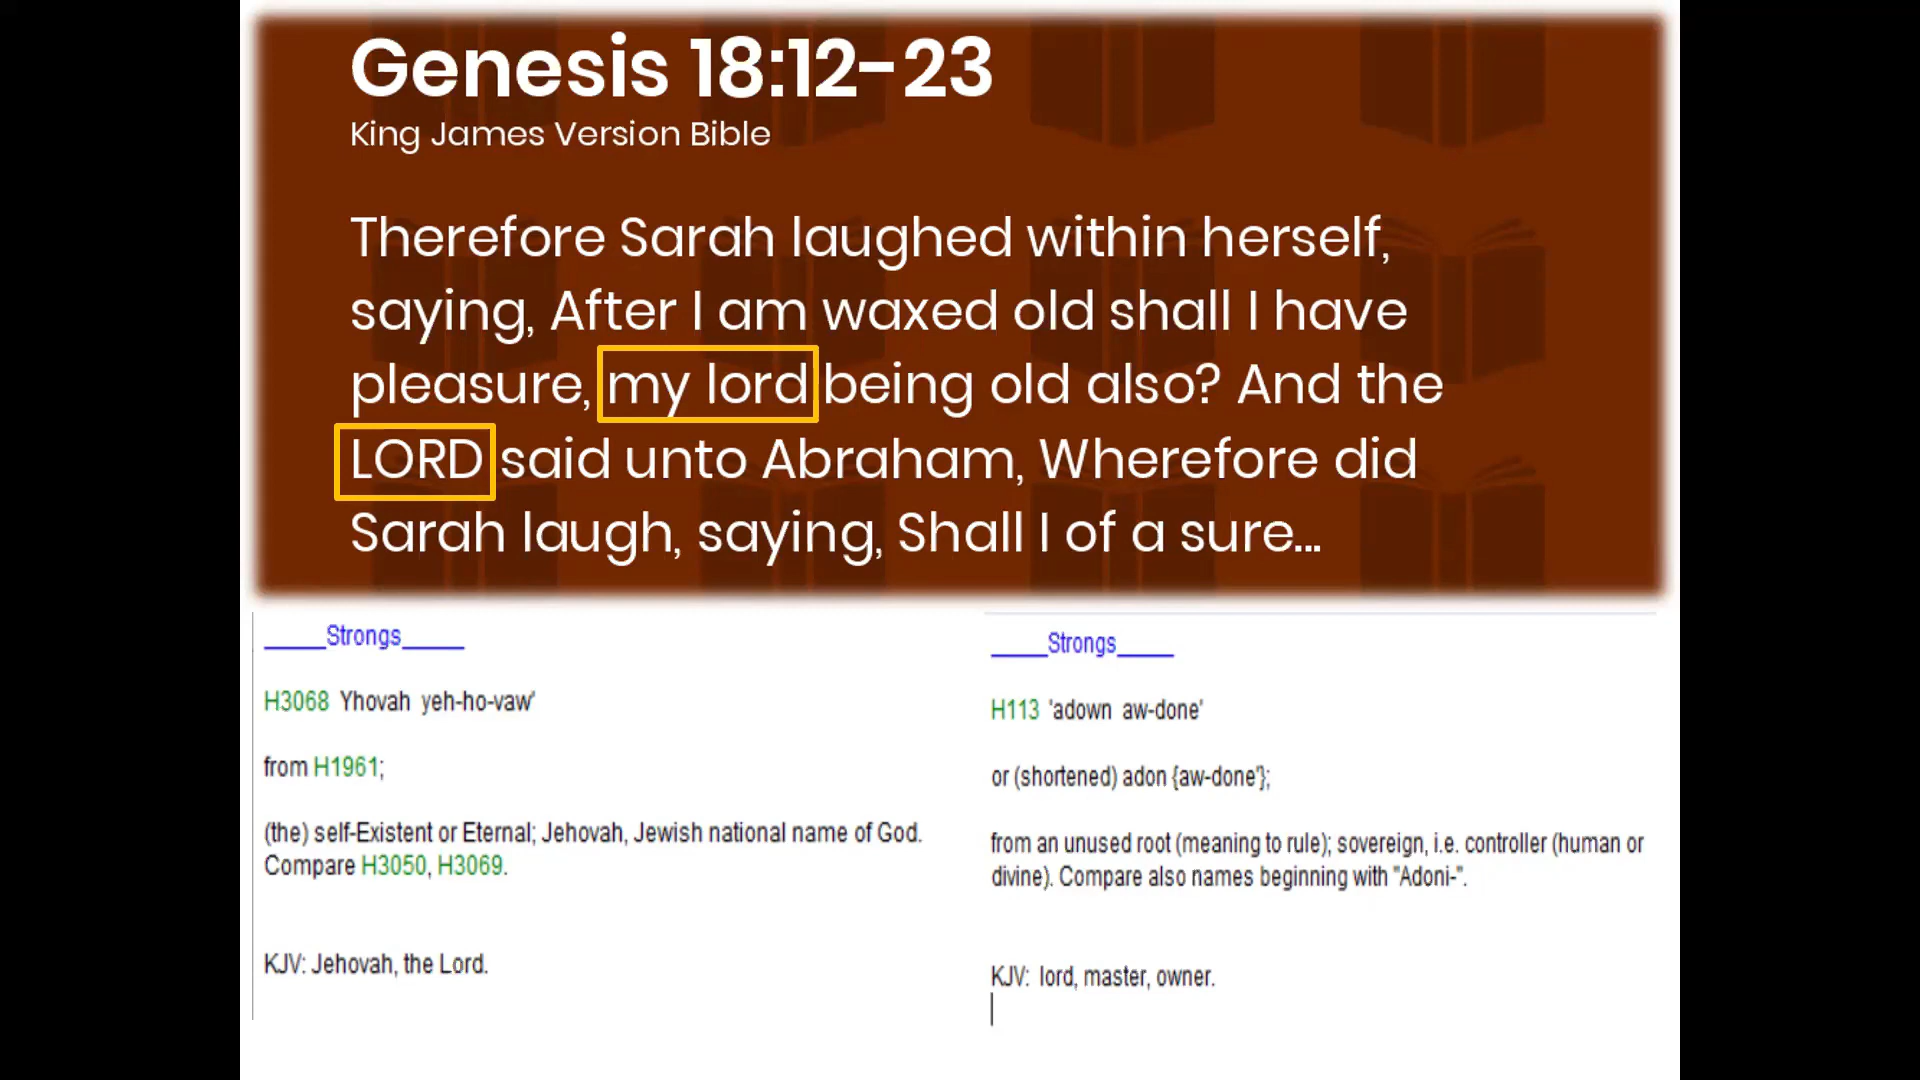 Genesis 18:12-23
King James Version Bible
Therefore Sarah laughed within herself,
saying, After I am waxed old shall I have
pleasure, my lord being old also? And the
LORD said unto Abraham, Wherefore did
Sarah laugh, saying, Shall I of a sure...
_____Strongs_____
H3068 Yhovah yeh-ho-vaw'
from H1961;
(the) self-Existent or Eternal; Jehovah, Jewish national name of God.
Compare H3050, H3069.
KJV: Jehovah, the Lord.
_____Strongs_____
H113 'adown aw-done'
or (shortened) adon {aw-done'};
from an unused root (meaning to rule); sovereign, i.e. controller (human or
divine). Compare also names beginning with "Adoni-".
KJV: lord, master, owner.